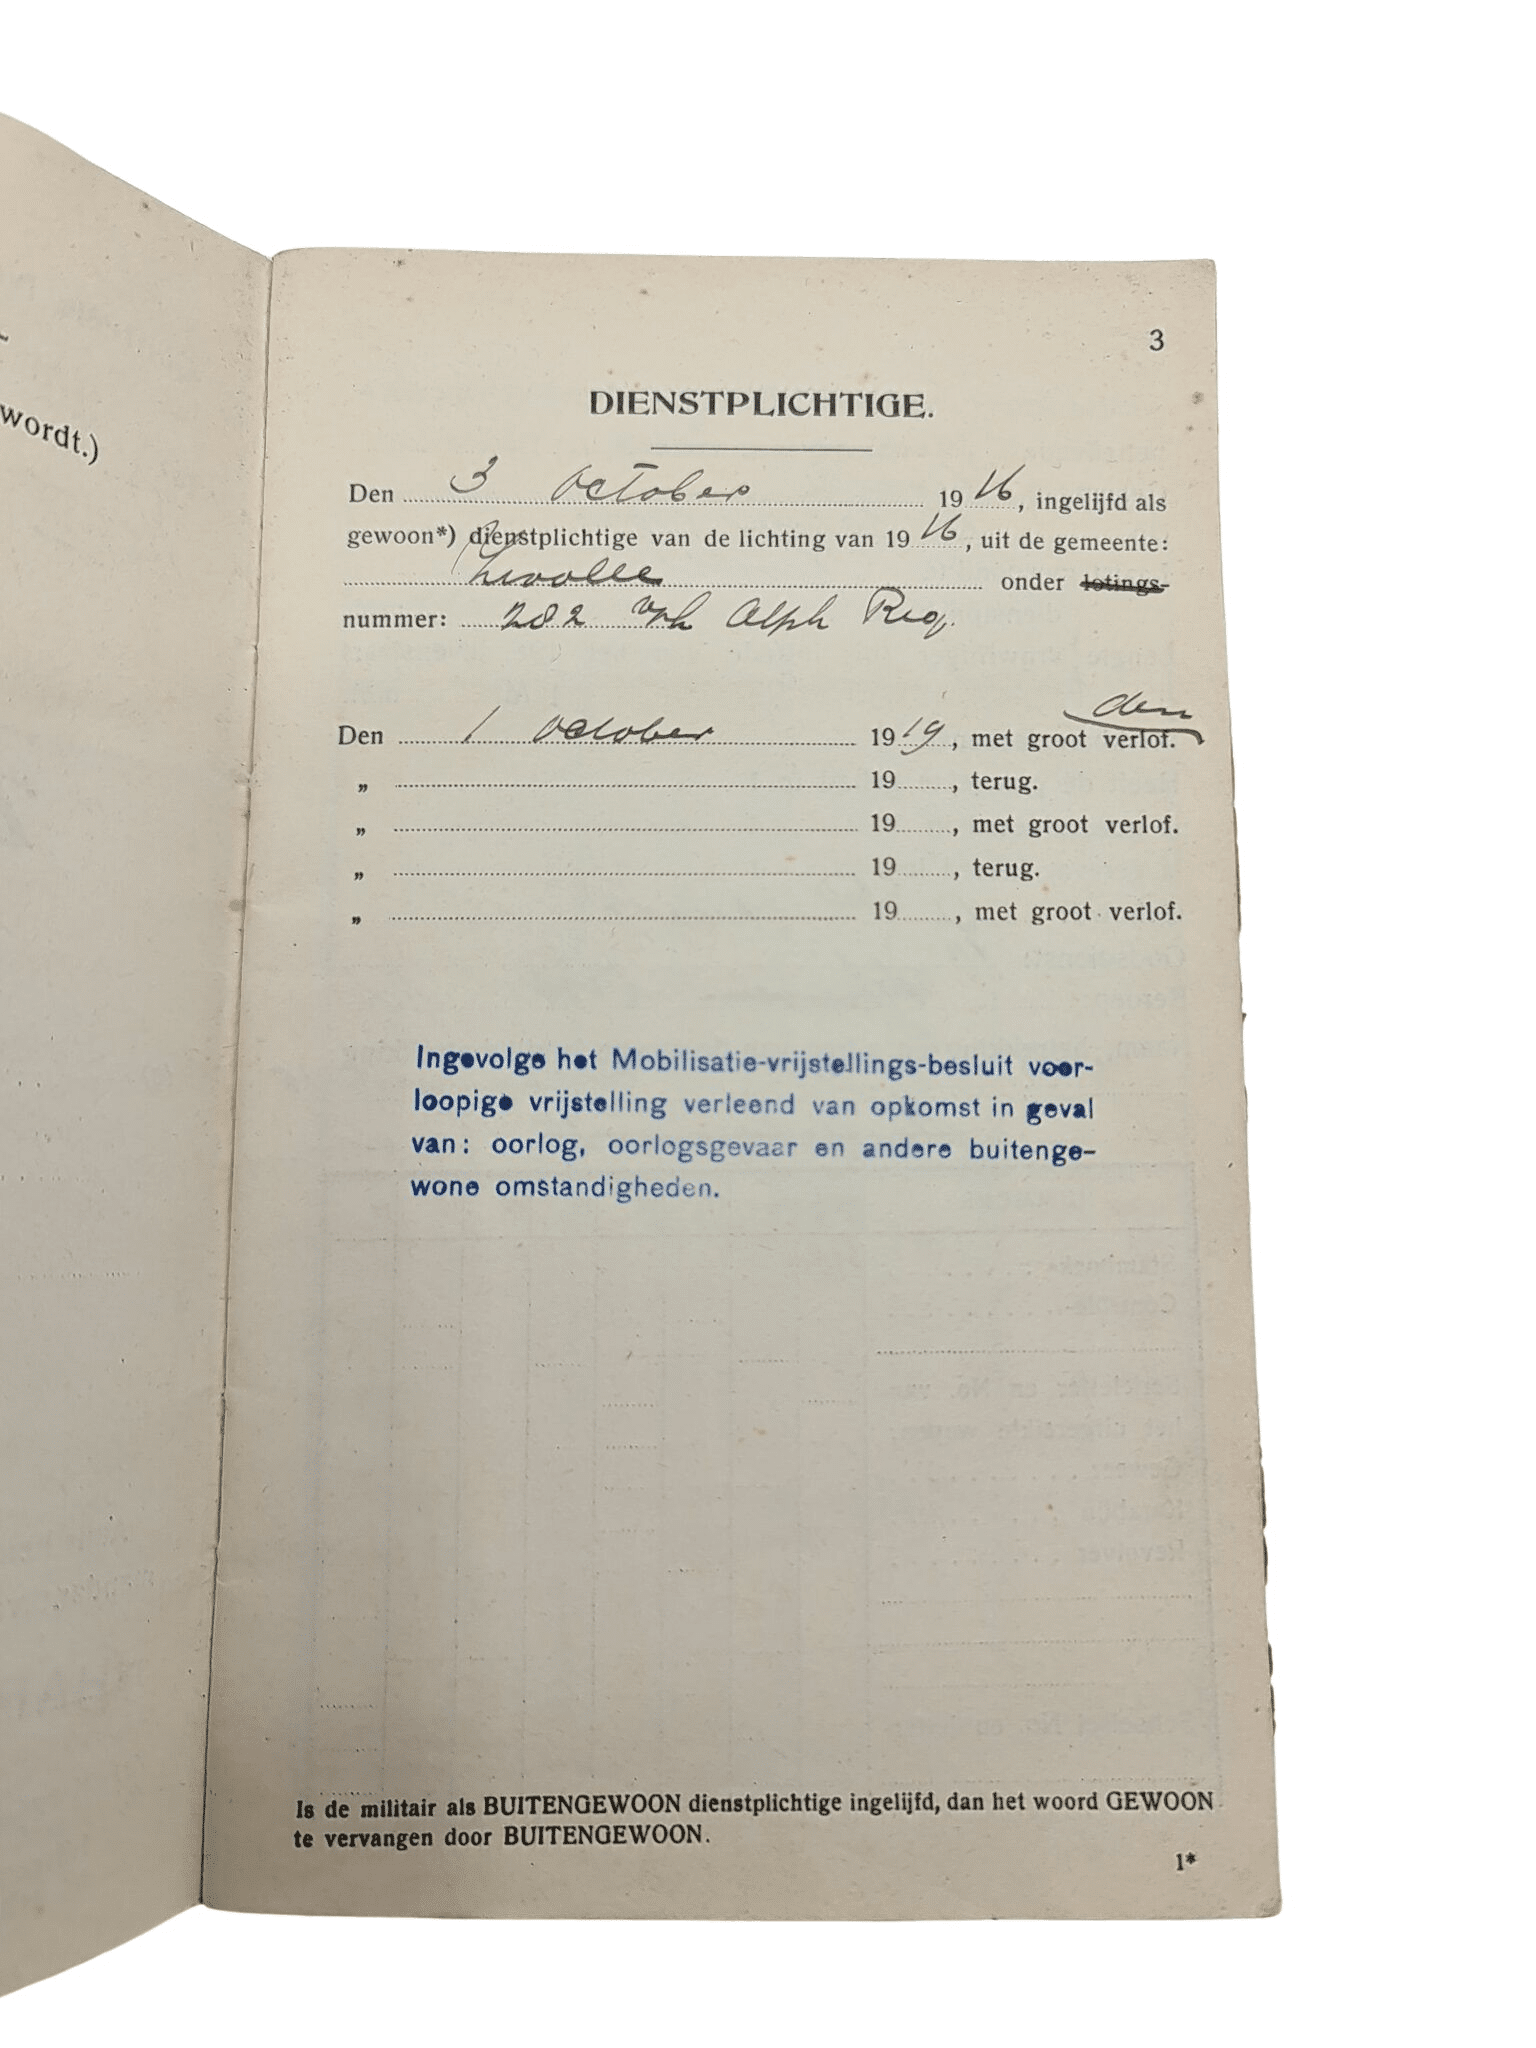 wordt.)
3
DIENSTPLICHTIGE.
Den 3 October 1916, ingelijfd als
gewoon*) dienstplichtige van de lichting van 1916, uit de gemeente:
Zwolle onder lotings-
nummer: 282 Alph Reg.
den
Den 1 October 1919, met groot verlof.
„ 19 , terug.
„ 19 , met groot verlof.
„ 19 , terug.
„ 19 , met groot verlof.
Ingevolge het Mobilisatie-vrijstellings-besluit voor-
loopige vrijstelling verleend van opkomst in geval
van: oorlog, oorlogsgevaar en andere buitenge-
wone omstandigheden.
Is de militair als BUITENGEWOON dienstplichtige ingelijfd, dan het woord GEWOON
te vervangen door BUITENGEWOON.
1*